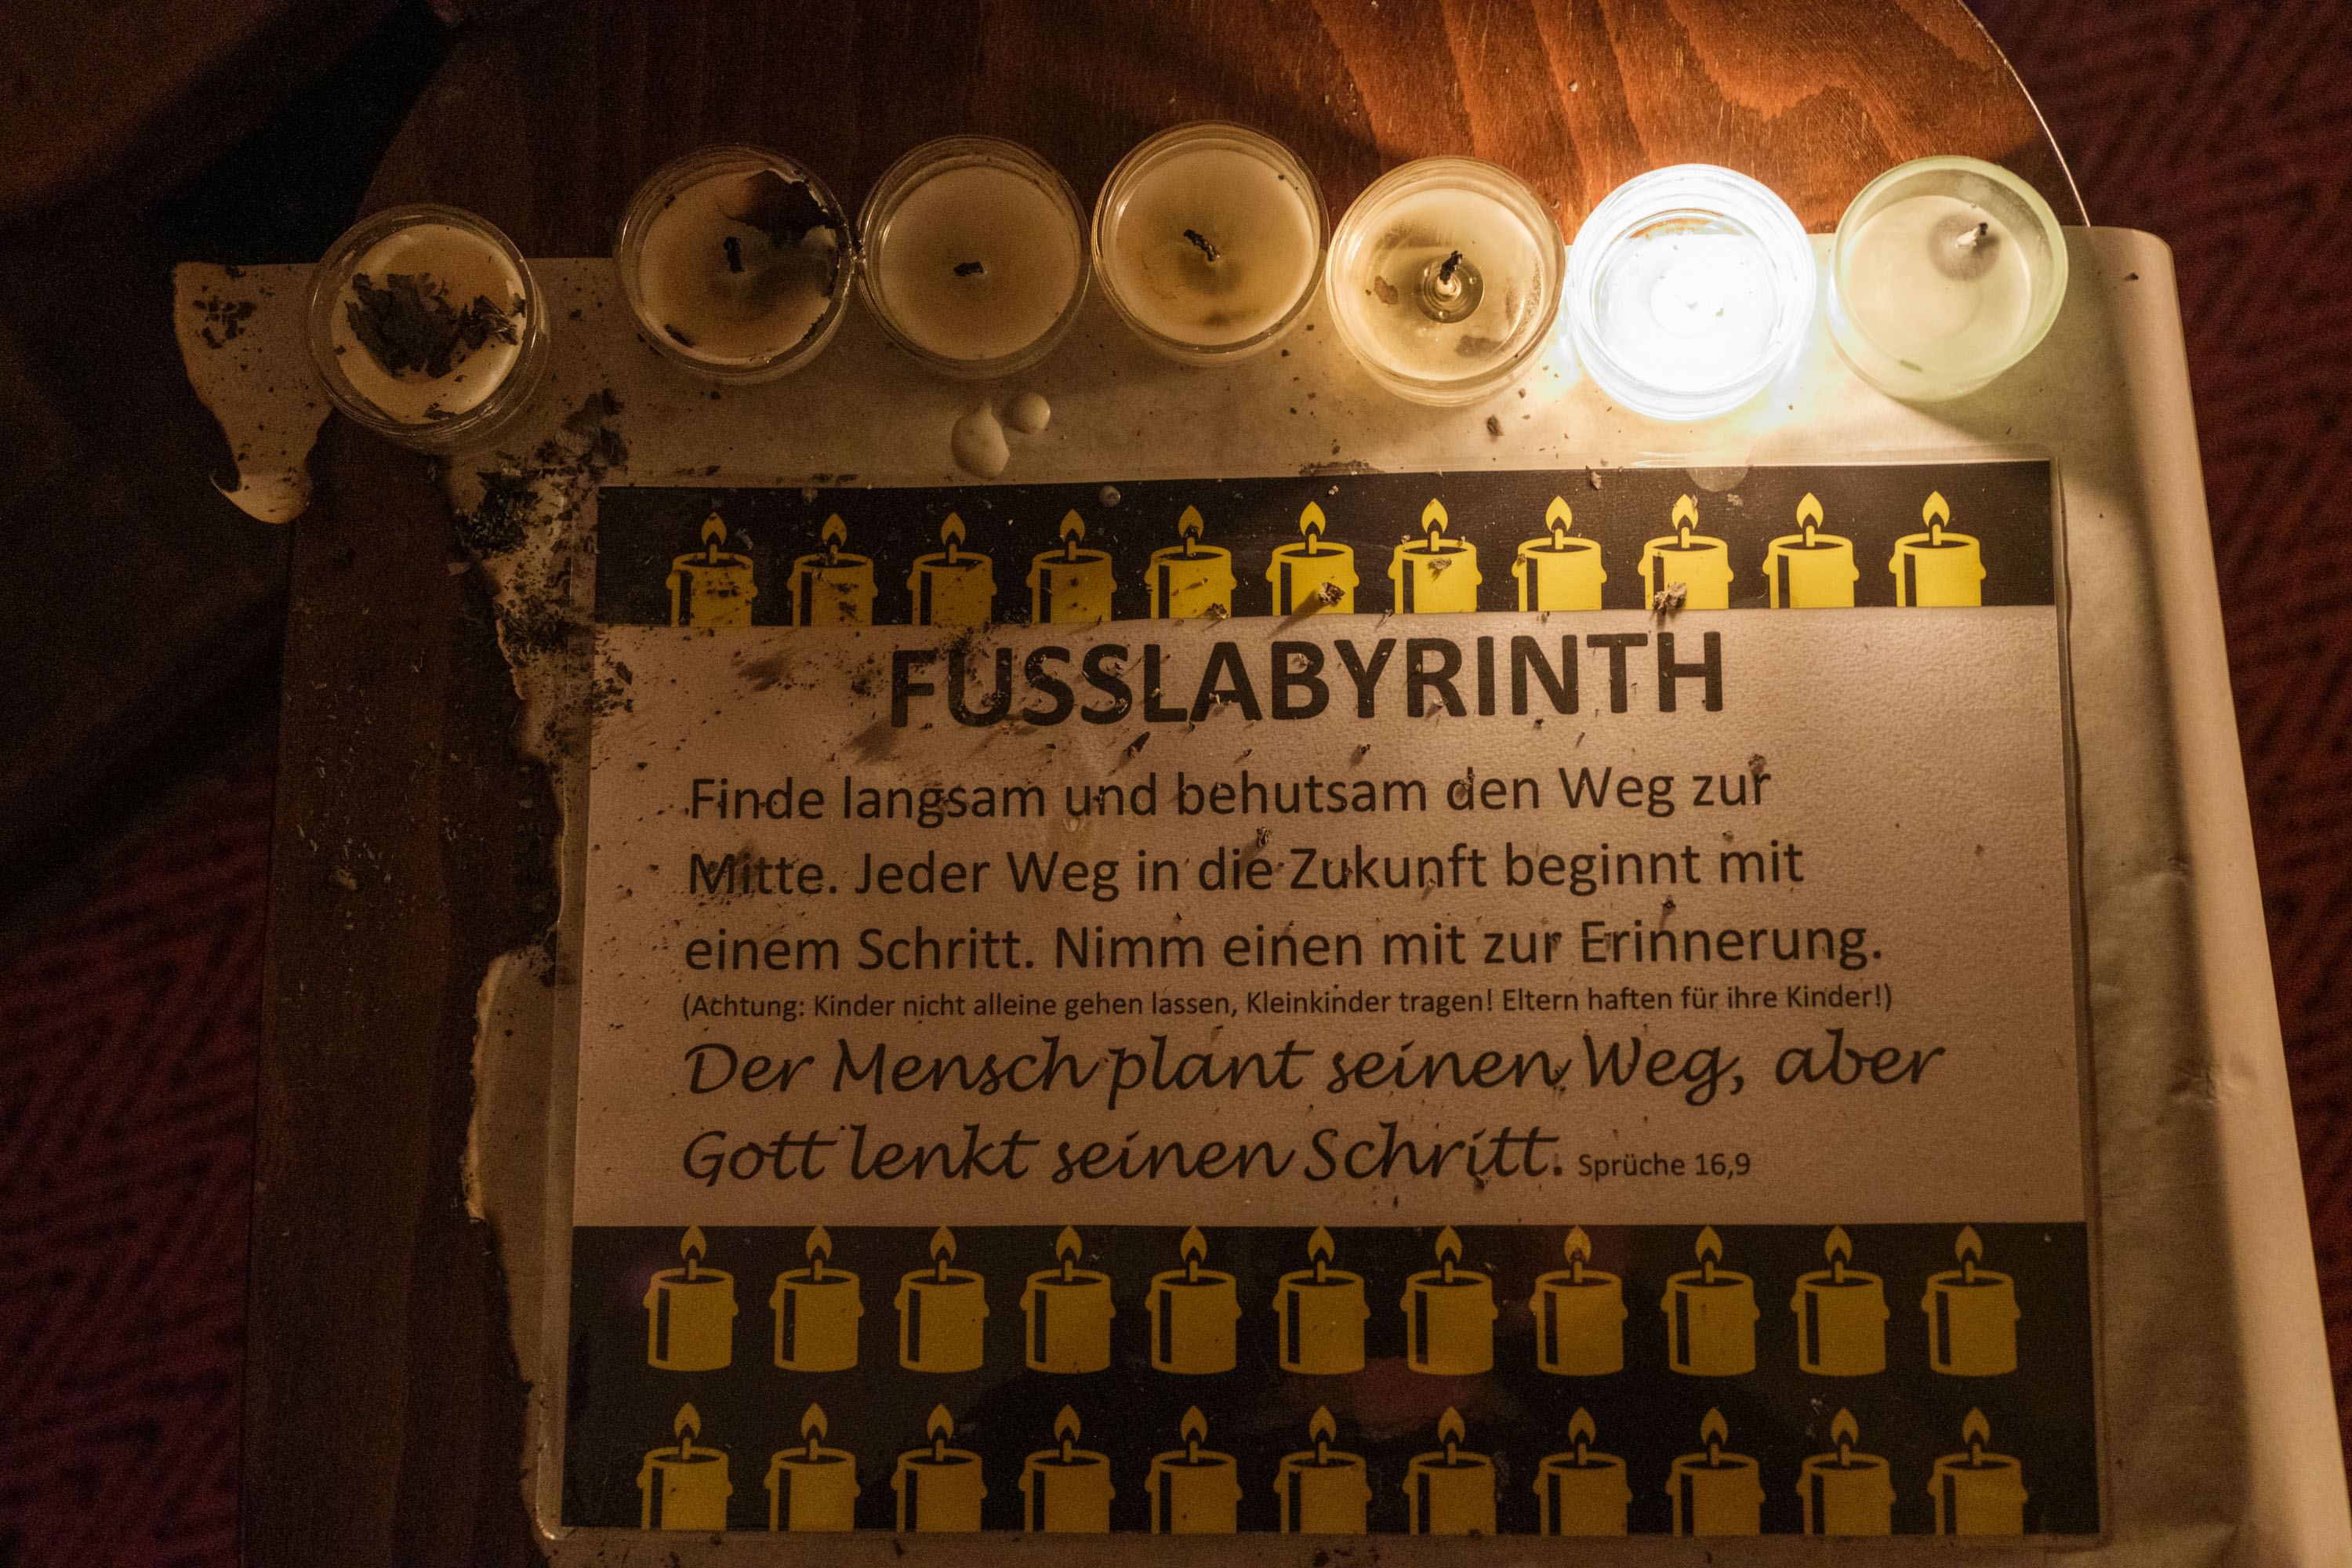 FUSSLABYRINTH
Finde langsam und behutsam den Weg zur
Mitte. Jeder Weg in die Zukunft beginnt mit
einem Schritt. Nimm einen mit zur Erinnerung.
(Achtung: Kinder nicht alleine gehen lassen, Kleinkinder tragen! Eltern haften für ihre Kinder!)
Der Mensch plant seinen Weg, aber
Gott lenkt seinen Schritt. Sprüche 16,9